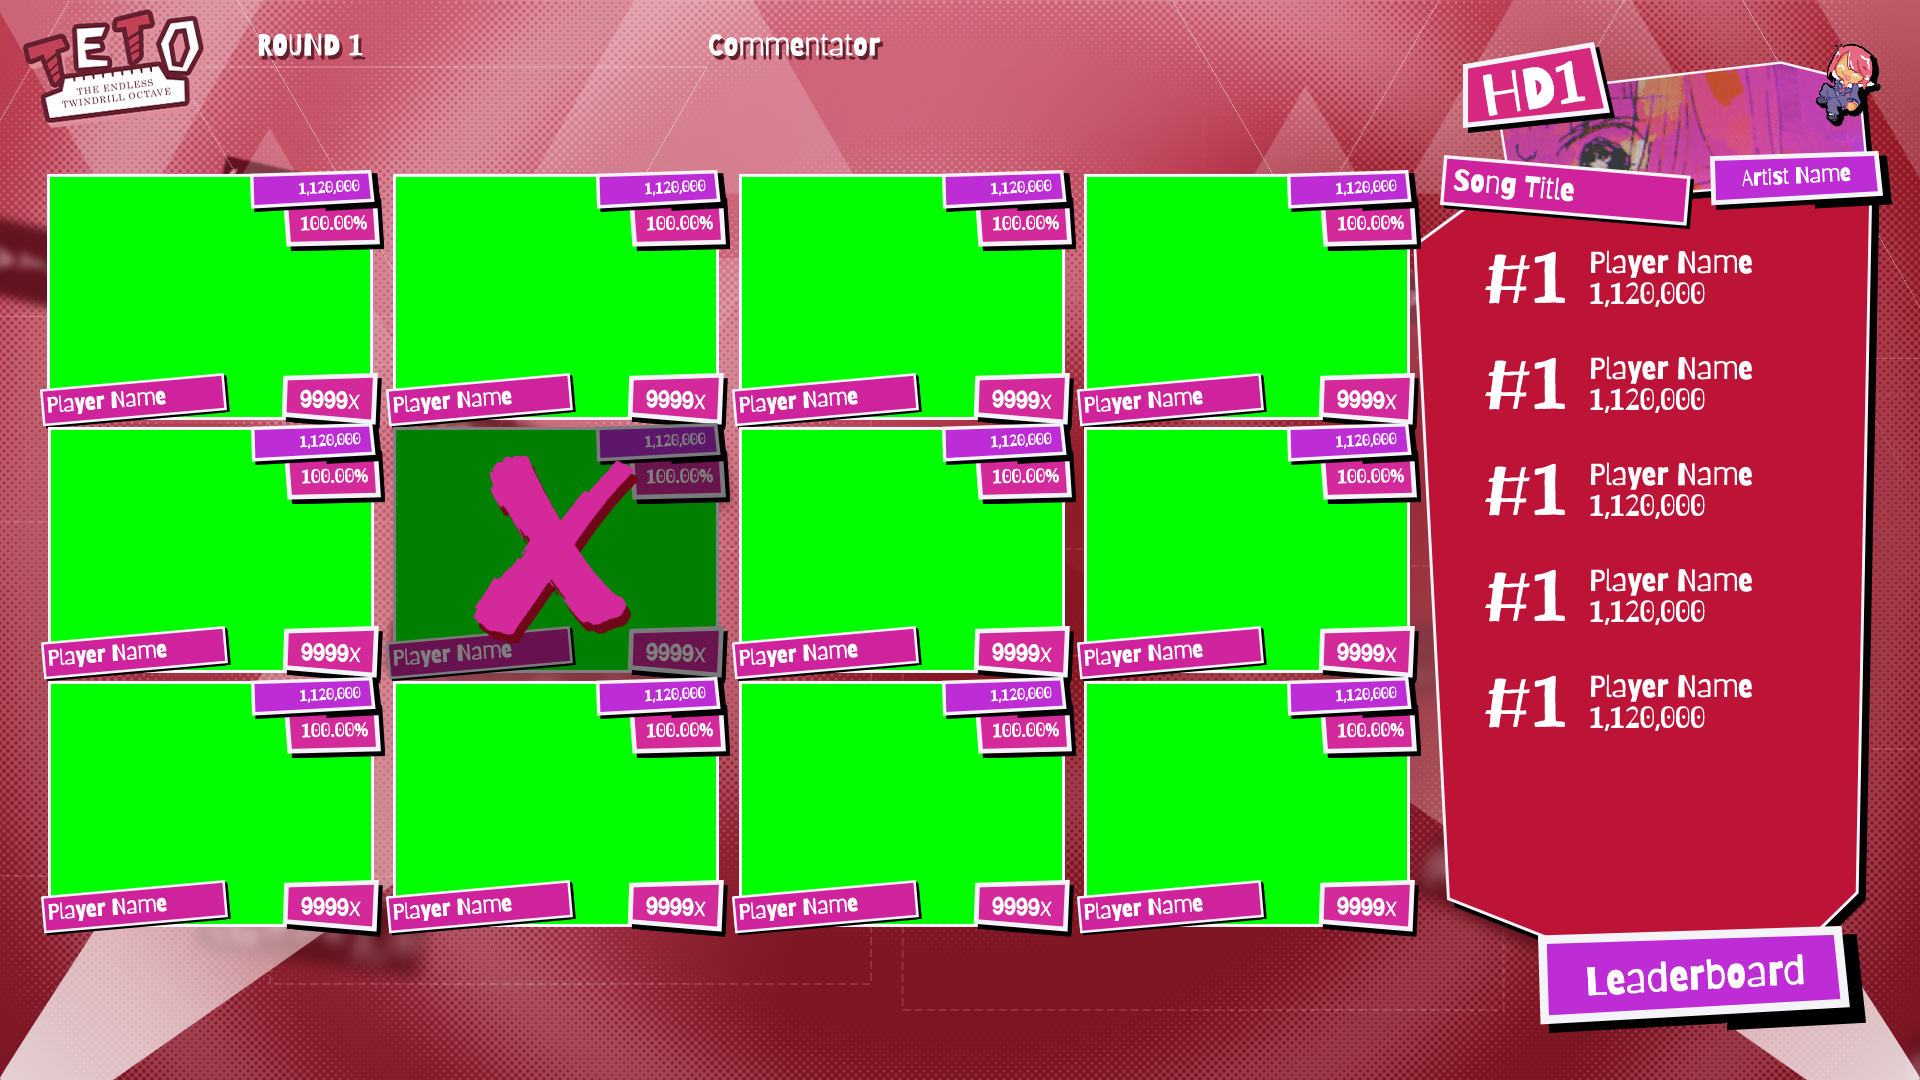 TETO
THE ENDLESS
TWINDRILL OCTAVE
ROUND 1
Commentator
HD1
Song Title
Artist Name
1,120,000
100.00%
Player Name
9999x
1,120,000
100.00%
Player Name
9999x
1,120,000
100.00%
Player Name
9999x
1,120,000
100.00%
Player Name
9999x
1,120,000
100.00%
Player Name
9999x
1,120,000
100.00%
Player Name
9999x
1,120,000
100.00%
Player Name
9999x
1,120,000
100.00%
Player Name
9999x
1,120,000
100.00%
Player Name
9999x
1,120,000
100.00%
Player Name
9999x
1,120,000
100.00%
Player Name
9999x
1,120,000
100.00%
Player Name
9999x
#1
Player Name
1,120,000
#1
Player Name
1,120,000
#1
Player Name
1,120,000
#1
Player Name
1,120,000
#1
Player Name
1,120,000
Leaderboard